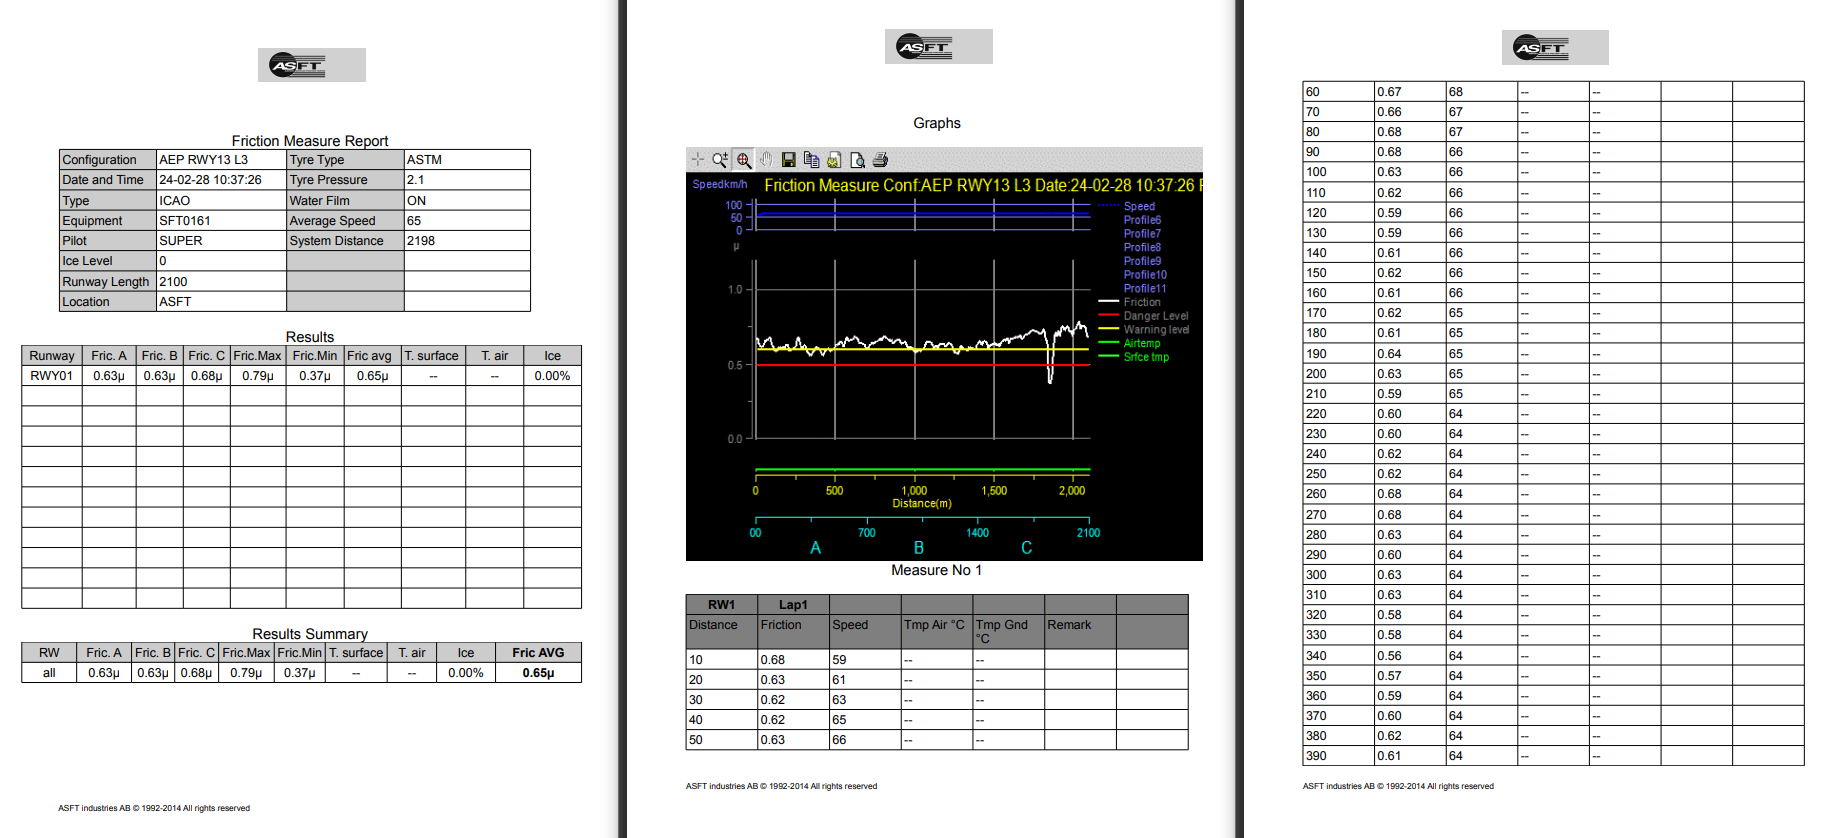 ASFT
Friction Measure Report
Configuration AEP RWY13 L3 Tyre Type ASTM
Date and Time 24-02-28 10:37:26 Tyre Pressure 2.1
Type ICAO Water Film ON
Equipment SFT0161 Average Speed 65
Pilot SUPER System Distance 2198
Ice Level 0
Runway Length 2100
Location ASFT
Results
Runway Fric. A Fric. B Fric. C Fric.Max Fric.Min Fric avg T. surface T. air Ice
RWY01 0.63µ 0.63µ 0.68µ 0.79µ 0.37µ 0.65µ -- -- 0.00%
Results Summary
RW Fric. A Fric. B Fric. C Fric.Max Fric.Min T. surface T. air Ice Fric AVG
all 0.63µ 0.63µ 0.68µ 0.79µ 0.37µ -- -- 0.00% 0.65µ
ASFT industries AB © 1992-2014 All rights reserved
ASFT
Graphs
Speedkm/h Friction Measure Conf:AEP RWY13 L3 Date:24-02-28 10:37:26
100
50
0
µ
1.0
0.5
0.0
Speed
Profile6
Profile7
Profile8
Profile9
Profile10
Profile11
Friction
Danger Level
Warning level
Airtemp
Srfce tmp
0 500 1,000 1,500 2,000
Distance(m)
00 700 1400 2100
A B C
Measure No 1
RW1 Lap1
Distance Friction Speed Tmp Air °C Tmp Gnd °C Remark
10 0.68 59 -- --
20 0.63 61 -- --
30 0.62 63 -- --
40 0.62 65 -- --
50 0.63 66 -- --
ASFT industries AB © 1992-2014 All rights reserved
ASFT
60 0.67 68 -- --
70 0.66 67 -- --
80 0.68 67 -- --
90 0.68 66 -- --
100 0.63 66 -- --
110 0.62 66 -- --
120 0.59 66 -- --
130 0.59 66 -- --
140 0.61 66 -- --
150 0.62 66 -- --
160 0.61 66 -- --
170 0.62 65 -- --
180 0.61 65 -- --
190 0.64 65 -- --
200 0.63 65 -- --
210 0.59 65 -- --
220 0.60 64 -- --
230 0.60 64 -- --
240 0.62 64 -- --
250 0.62 64 -- --
260 0.68 64 -- --
270 0.68 64 -- --
280 0.63 64 -- --
290 0.60 64 -- --
300 0.63 64 -- --
310 0.63 64 -- --
320 0.58 64 -- --
330 0.58 64 -- --
340 0.56 64 -- --
350 0.57 64 -- --
360 0.59 64 -- --
370 0.60 64 -- --
380 0.62 64 -- --
390 0.61 64 -- --
ASFT industries AB © 1992-2014 All rights reserved